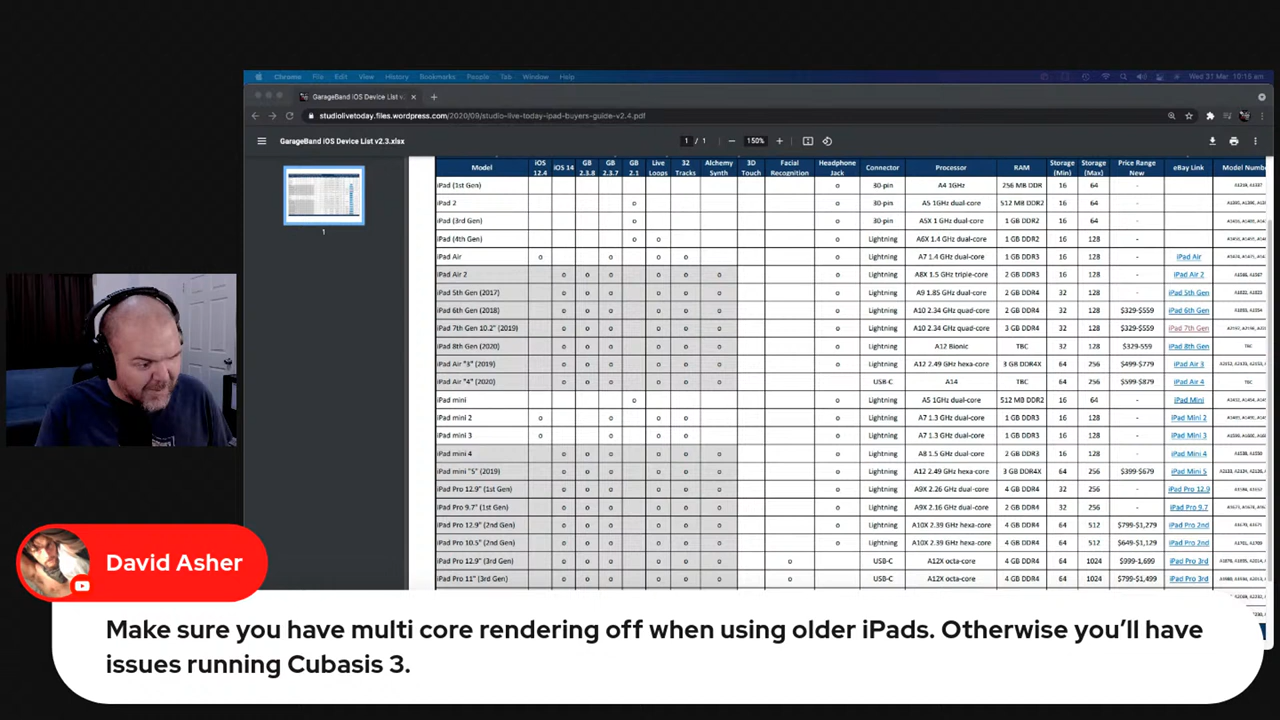 Chrome File Edit View History Bookmarks People Tab Window Help Wed 31 Mar 10:16 am
GarageBand iOS Device List v
studiolivetoday.files.wordpress.com/2020/09/studio-live-today-ipad-buyers-guide-v2.4.pdf
GarageBand iOS Device List v2.3.xlsx 1 / 1 150%
1
Model iOS 12.4 iOS 14 GB 2.3.8 GB 2.3.7 GB 2.1 Live Loops 32 Tracks Alchemy Synth 3D Touch Facial Recognition Headphone Jack Connector Processor RAM Storage (Min) Storage (Max) Price Range New eBay Link Model Numb
iPad (1st Gen) o 30-pin A4 1GHz 256 MB DDR 16 64 -
iPad 2 o o 30-pin A5 1GHz dual-core 512 MB DDR2 16 64 -
iPad (3rd Gen) o o 30-pin A5X 1 GHz dual-core 1 GB DDR2 16 64 -
iPad (4th Gen) o o o Lightning A6X 1.4 GHz dual-core 1 GB DDR2 16 128 -
iPad Air o o o o o Lightning A7 1.4 GHz dual-core 1 GB DDR3 16 128 - iPad Air
iPad Air 2 o o o o o o o Lightning A8X 1.5 GHz triple-core 2 GB DDR3 16 128 - iPad Air 2
iPad 5th Gen (2017) o o o o o o o Lightning A9 1.85 GHz dual-core 2 GB DDR4 32 128 - iPad 5th Gen
iPad 6th Gen (2018) o o o o o o o Lightning A10 2.34 GHz quad-core 2 GB DDR4 32 128 $329-$559 iPad 6th Gen
iPad 7th Gen 10.2" (2019) o o o o o o o Lightning A10 2.34 GHz quad-core 3 GB DDR4 32 128 $329-$559 iPad 7th Gen
iPad 8th Gen (2020) o o o o o o o Lightning A12 Bionic TBC 32 128 $329-559 iPad 8th Gen TBC
iPad Air "3" (2019) o o o o o o o Lightning A12 2.49 GHz hexa-core 3 GB DDR4X 64 256 $499-$779 iPad Air 3
iPad Air "4" (2020) o o o o o o USB-C A14 TBC 64 256 $599-$879 iPad Air 4 TBC
iPad mini o o Lightning A5 1GHz dual-core 512 MB DDR2 16 64 - iPad Mini
iPad mini 2 o o o o o Lightning A7 1.3 GHz dual-core 1 GB DDR3 16 128 - iPad Mini 2
iPad mini 3 o o o o o Lightning A7 1.3 GHz dual-core 1 GB DDR3 16 128 - iPad Mini 3
iPad mini 4 o o o o o o o Lightning A8 1.5 GHz dual-core 2 GB DDR3 16 128 - iPad Mini 4
iPad mini "5" (2019) o o o o o o o Lightning A12 2.49 GHz hexa-core 3 GB DDR4X 64 256 $399-$679 iPad Mini 5
iPad Pro 12.9" (1st Gen) o o o o o o o Lightning A9X 2.26 GHz dual-core 4 GB DDR4 32 256 - iPad Pro 12.9
iPad Pro 9.7" (1st Gen) o o o o o o o Lightning A9X 2.16 GHz dual-core 2 GB DDR4 32 256 - iPad Pro 9.7
iPad Pro 12.9" (2nd Gen) o o o o o o o Lightning A10X 2.39 GHz hexa-core 4 GB DDR4 64 512 $799-$1,279 iPad Pro 2nd
iPad Pro 10.5" (2nd Gen) o o o o o o o Lightning A10X 2.39 GHz hexa-core 4 GB DDR4 64 512 $649-$1,129 iPad Pro 2nd
iPad Pro 12.9" (3rd Gen) o o o o o o o USB-C A12X octa-core 4 GB DDR4 64 1024 $999-1,699 iPad Pro 3rd
iPad Pro 11" (3rd Gen) o o o o o o o USB-C A12X octa-core 4 GB DDR4 64 1024 $799-$1,499 iPad Pro 3rd
David Asher
Make sure you have multi core rendering off when using older iPads. Otherwise you'll have
issues running Cubasis 3.